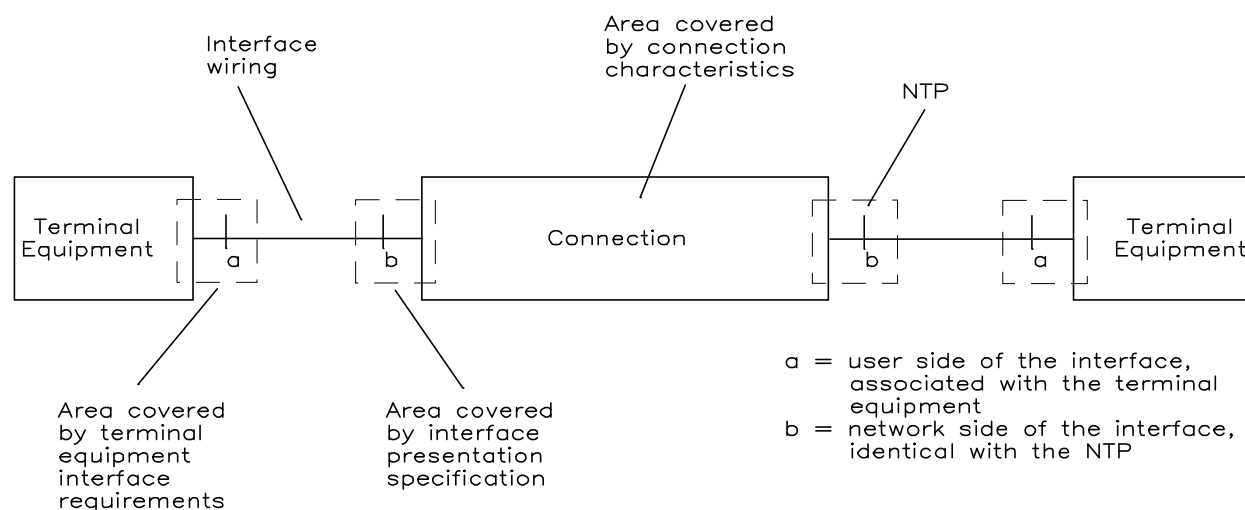 Area covered
by connection
characteristics
Interface
wiring
NTP
Terminal
Equipment
a
b
Connection
b
a
Terminal
Equipment
a = user side of the interface,
associated with the terminal
equipment
b = network side of the interface,
identical with the NTP
Area covered
by terminal
equipment
interface
requirements
Area covered
by interface
presentation
specification